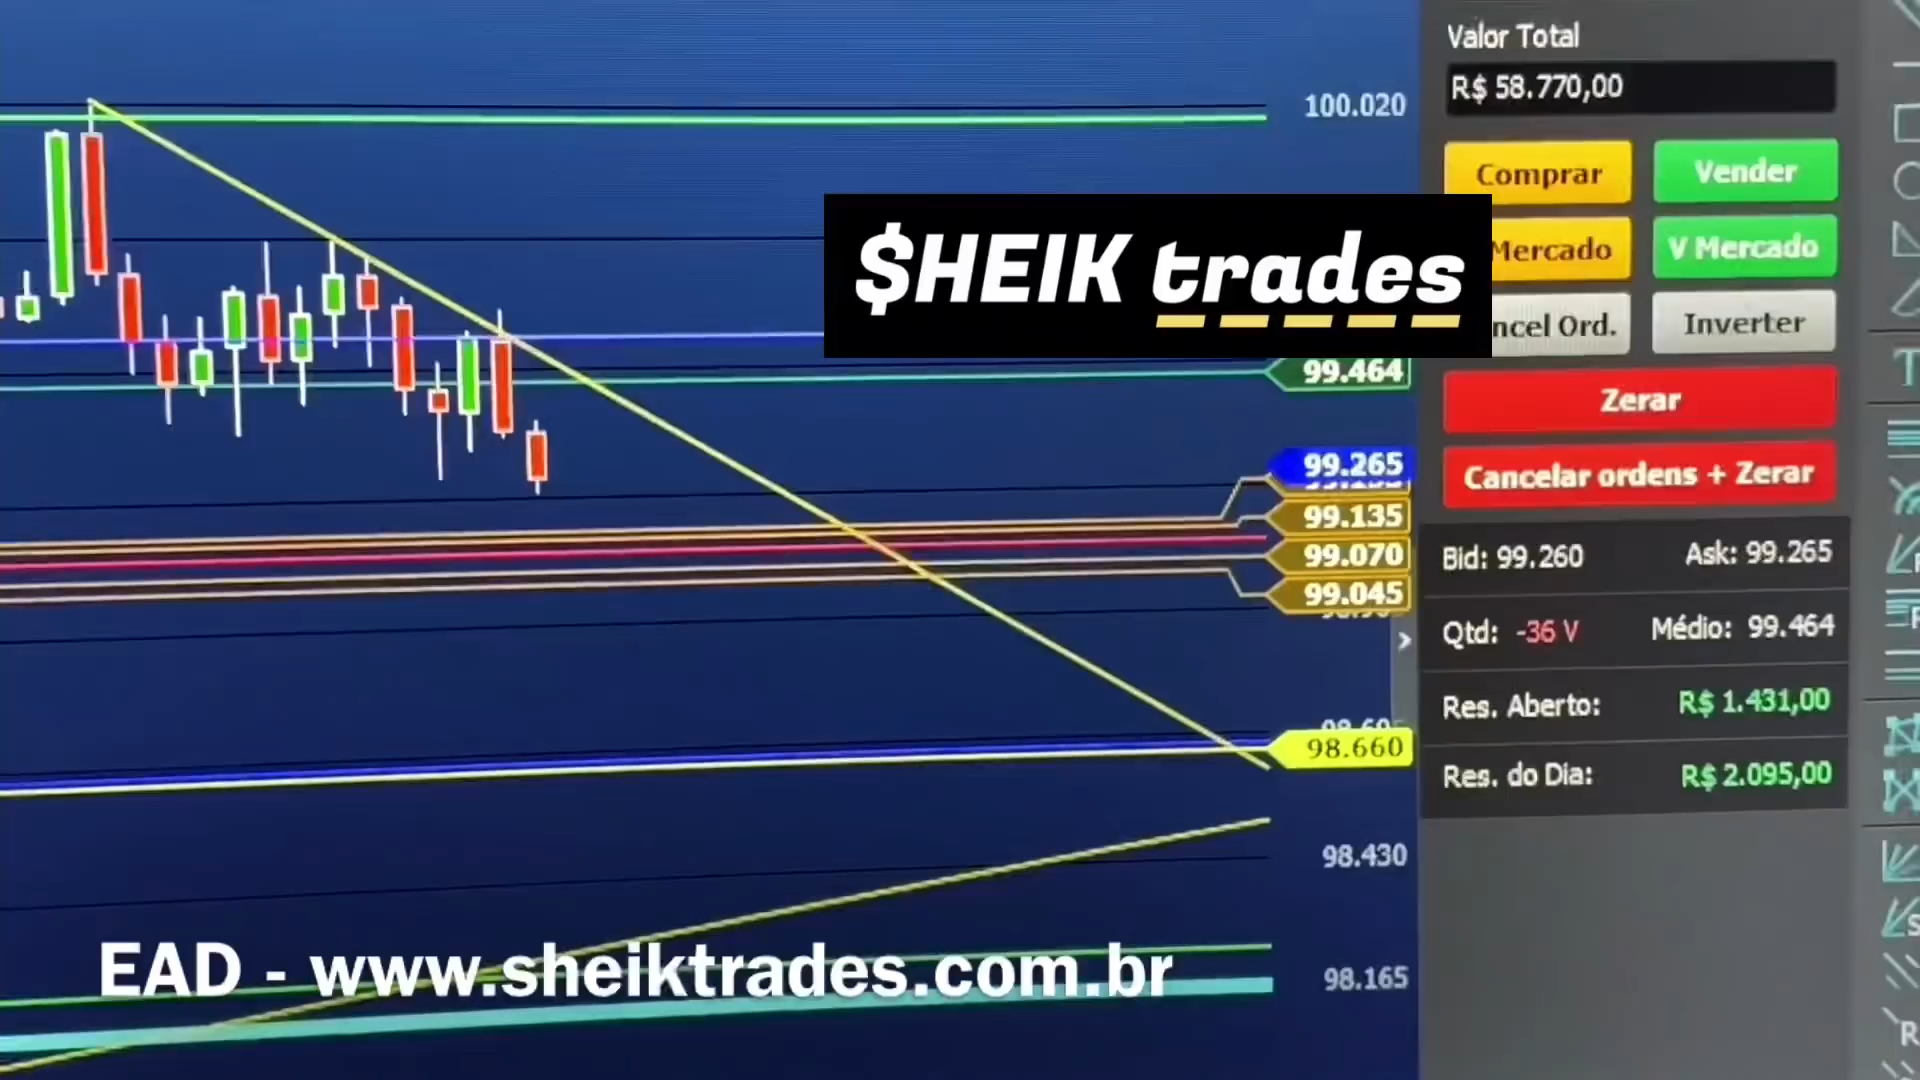 Valor Total
R$ 58.770,00
100.020
Comprar
Vender
$HEIK trades
Mercado
V Mercado
ncel Ord.
Inverter
99.464
Zerar
99.265
Cancelar ordens + Zerar
99.135
99.070
99.045
Bid: 99.260
Ask: 99.265
Qtd: -36 V
Médio: 99.464
Res. Aberto: R$ 1.431,00
98.660
Res. do Dia: R$ 2.095,00
98.430
98.165
EAD - www.sheiktrades.com.br